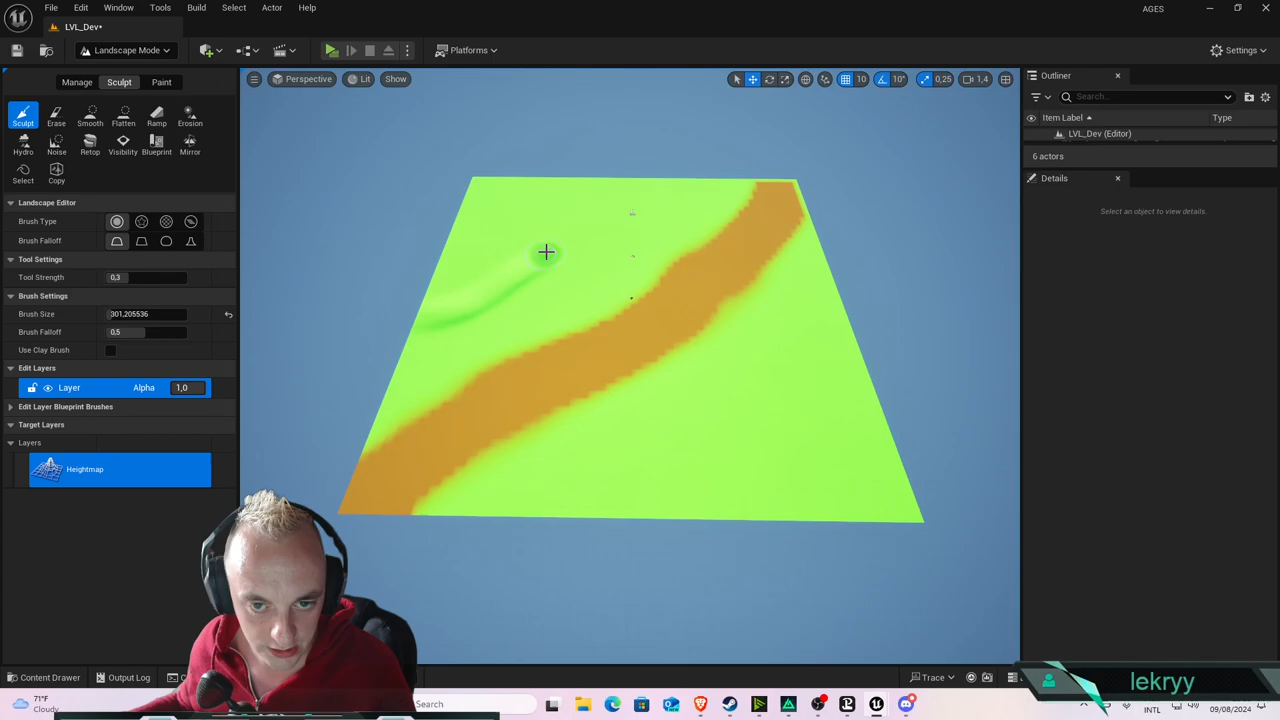 File Edit Window Tools Build Select Actor Help
AGES
LVL_Dev*
Landscape Mode
Platforms
Settings
Manage Sculpt Paint
Perspective Lit Show
10 10° 0,25 1,4
Outliner
Search...
Item Label Type
LVL_Dev (Editor)
6 actors
Details
Select an object to view details
Sculpt Erase Smooth Flatten Ramp Erosion
Hydro Noise Retop Visibility Blueprint Mirror
Select Copy
Landscape Editor
Brush Type
Brush Falloff
Tool Settings
Tool Strength 0,3
Brush Settings
Brush Size 301,205536
Brush Falloff 0,5
Use Clay Brush
Edit Layers
Layer Alpha 1,0
Edit Layer Blueprint Brushes
Target Layers
Layers
Heightmap
Content Drawer Output Log
Trace
lekryy
71°F
Cloudy
Search
INTL
09/08/2024